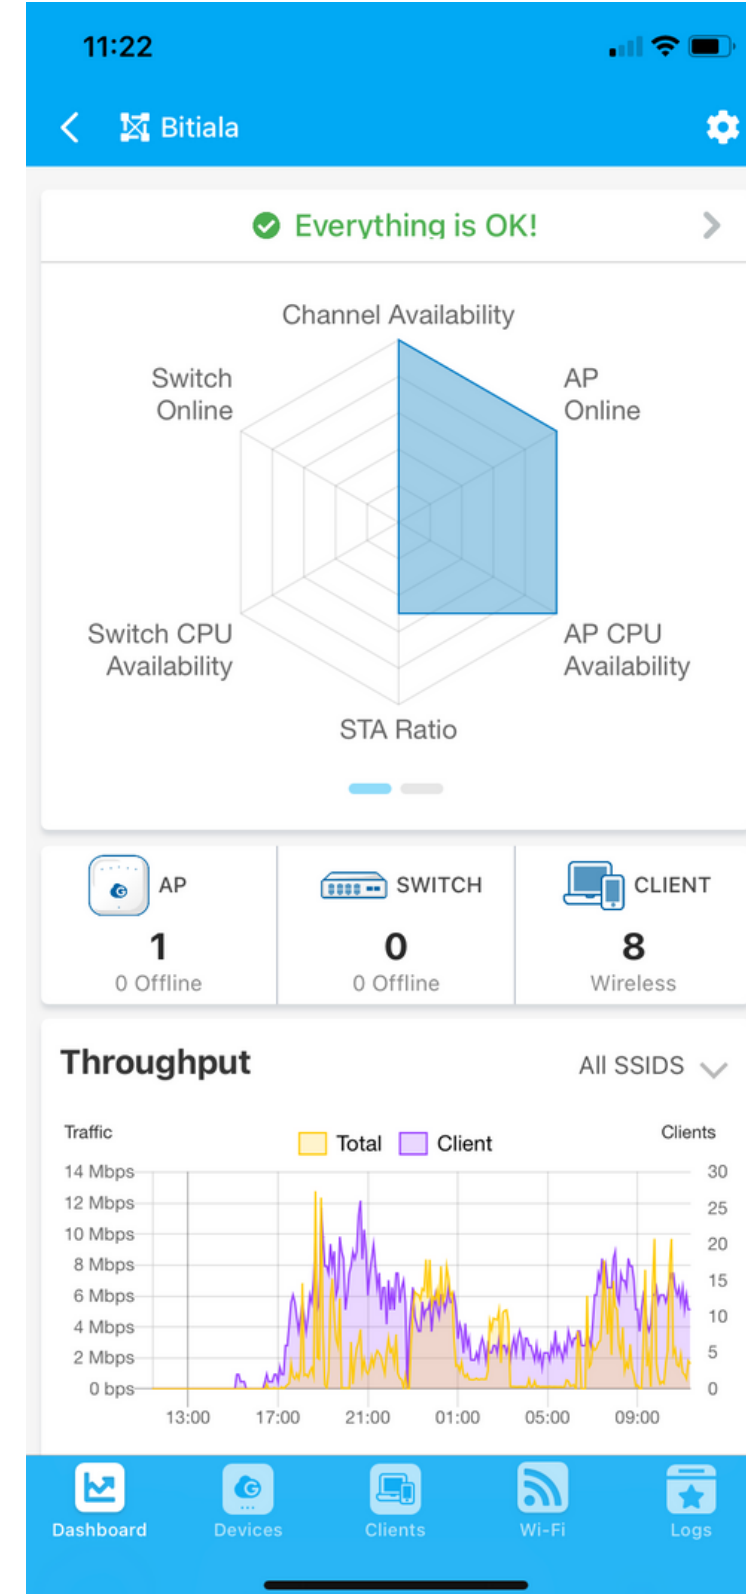 11:22
Bitiala
Everything is OK!
Channel Availability
Switch
Online
AP
Online
Switch CPU
Availability
AP CPU
Availability
STA Ratio
AP
SWITCH
CLIENT
1
0
8
0 Offline
0 Offline
Wireless
Throughput
All SSIDS
Traffic
Total
Client
Clients
14 Mbps
30
12 Mbps
25
10 Mbps
20
8 Mbps
15
6 Mbps
10
4 Mbps
5
2 Mbps
0
0 bps
13:00
17:00
21:00
01:00
05:00
09:00
Dashboard
Devices
Clients
Wi-Fi
Logs